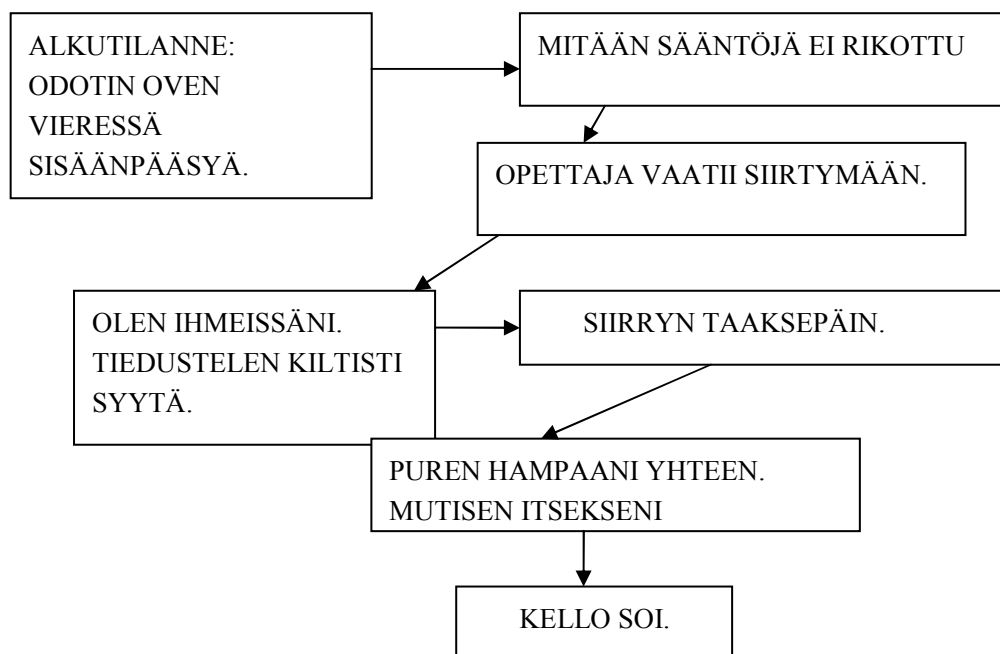 ALKUTILANNE:
ODOTIN OVEN
VIERESSÄ
SISÄÄNPÄÄSYÄ.
MITÄÄN SÄÄNTÖJÄ EI RIKOTTU
OPETTAJA VAATII SIIRTYMÄÄN.
OLEN IHMEISSÄNI.
TIEDUSTELEN KILTISTI
SYYTÄ.
SIIRRYN TAAKSEPÄIN.
PUREN HAMPAANI YHTEEN.
MUTISEN ITSEKSENI
KELLO SOI.